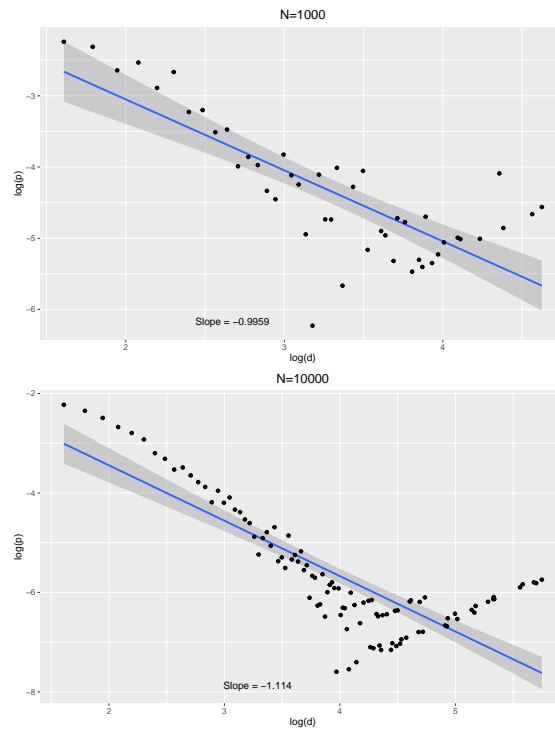 N=1000
−3
−4
−5
−6
log(p)
Slope = −0.9959
2
3
4
log(d)
N=10000
−2
−4
−6
−8
log(p)
Slope = −1.114
2
3
4
5
log(d)